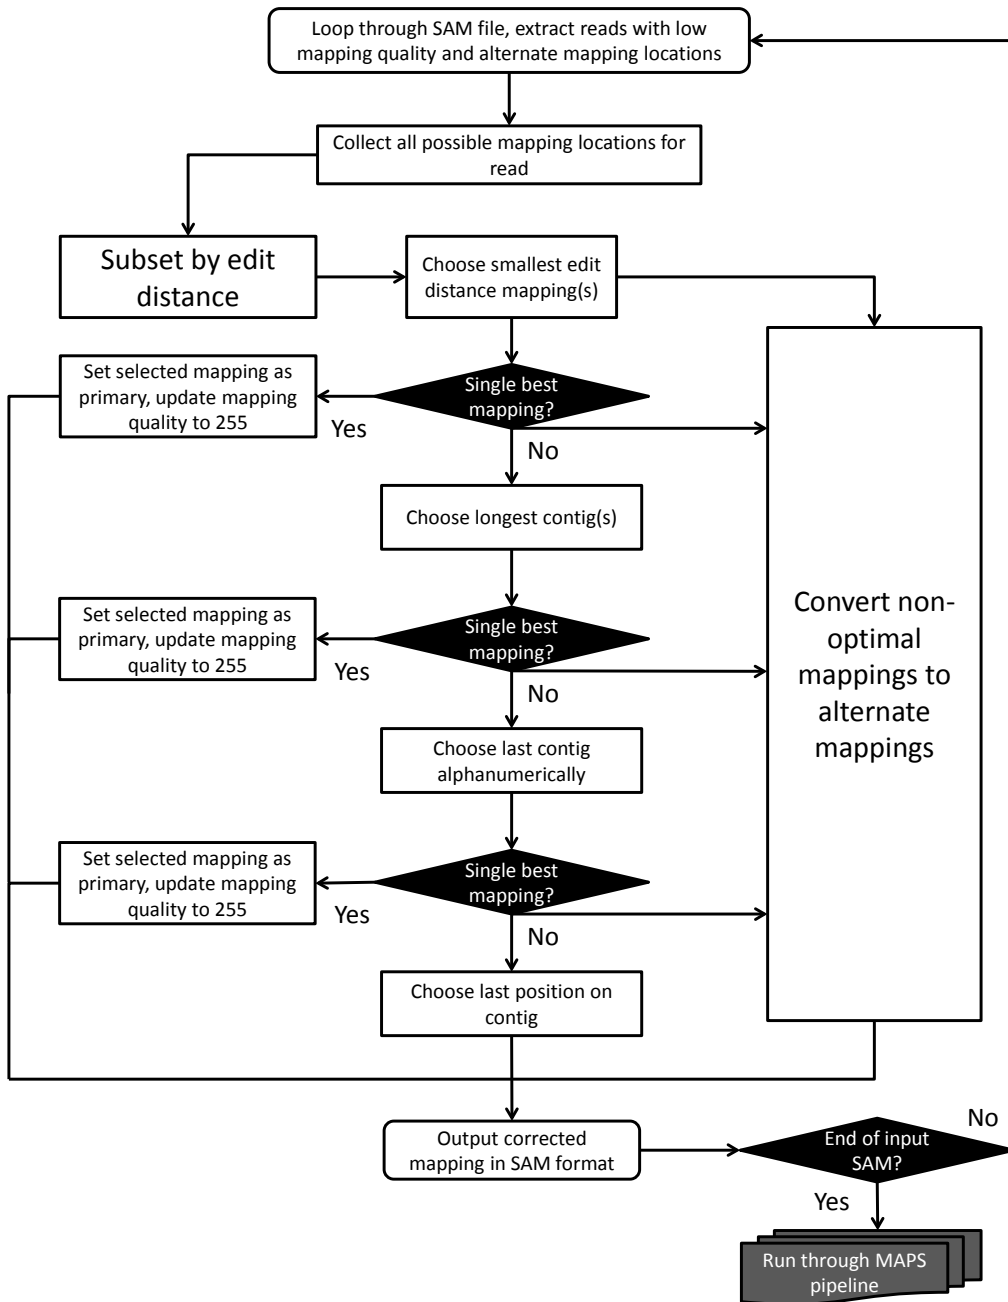 Loop through SAM file, extract reads with low
mapping quality and alternate mapping locations
Collect all possible mapping locations for
read
Subset by edit
distance
Choose smallest edit
distance mapping(s)
Set selected mapping as
primary, update mapping
quality to 255
Single best
mapping?
Yes
No
Choose longest contig(s)
Set selected mapping as
primary, update mapping
quality to 255
Single best
mapping?
Yes
No
Convert non-
optimal
mappings to
alternate
mappings
Choose last contig
alphanumerically
Set selected mapping as
primary, update mapping
quality to 255
Single best
mapping?
Yes
No
Choose last position on
contig
Output corrected
mapping in SAM format
End of input
SAM?
No
Yes
Run through MAPS
pipeline